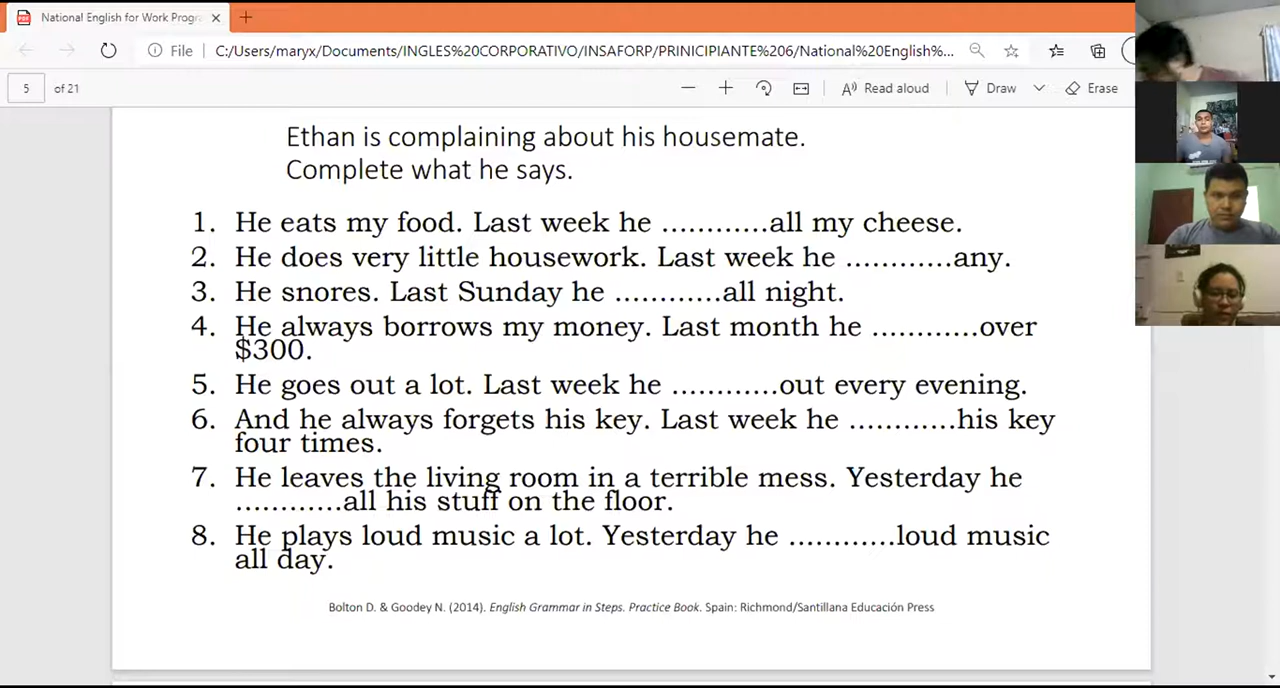 National English for Work Progra
File
C:/Users/maryx/Documents/INGLES%20CORPORATIVO/INSAFORP/PRINICIPIANTE%206/National%20English%...
5 of 21
Read aloud
Draw
Erase
Ethan is complaining about his housemate.
Complete what he says.
1. He eats my food. Last week he ............all my cheese.
2. He does very little housework. Last week he ............any.
3. He snores. Last Sunday he ............all night.
4. He always borrows my money. Last month he ............over
$300.
5. He goes out a lot. Last week he ............out every evening.
6. And he always forgets his key. Last week he ............his key
four times.
7. He leaves the living room in a terrible mess. Yesterday he
............all his stuff on the floor.
8. He plays loud music a lot. Yesterday he ............loud music
all day.
Bolton D. & Goodey N. (2014). English Grammar in Steps. Practice Book. Spain: Richmond/Santillana Educación Press